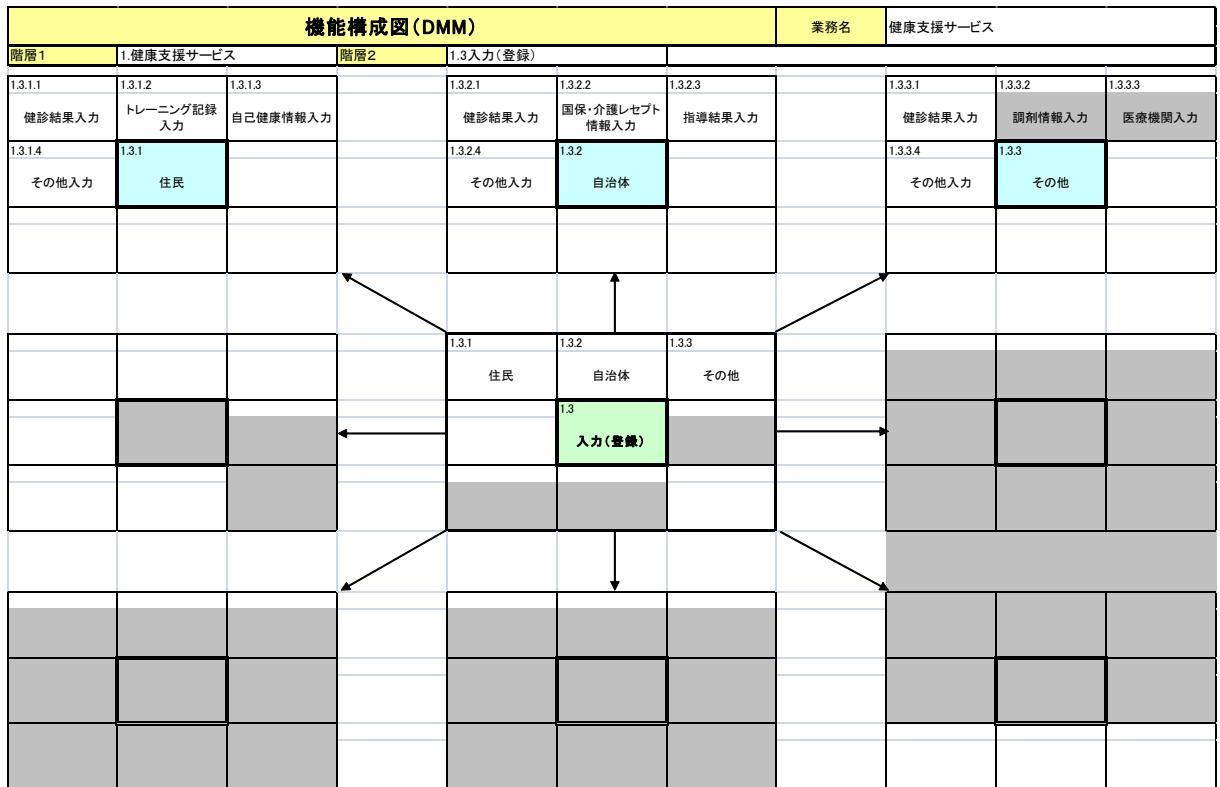 機能構成図(DMM)
業務名
健康支援サービス
階層1
1.健康支援サービス
階層2
1.3入力(登録)
1.3.1.1
健診結果入力
1.3.1.2
トレーニング記録
入力
1.3.1.3
自己健康情報入力
1.3.1.4
その他入力
1.3.1
住民
1.3.2.1
健診結果入力
1.3.2.2
国保・介護レセプト
情報入力
1.3.2.3
指導結果入力
1.3.2.4
その他入力
1.3.2
自治体
1.3.3.1
健診結果入力
1.3.3.2
調剤情報入力
1.3.3.3
医療機関入力
1.3.3.4
その他入力
1.3.3
その他
1.3.1
住民
1.3.2
自治体
1.3.3
その他
1.3
入力(登録)